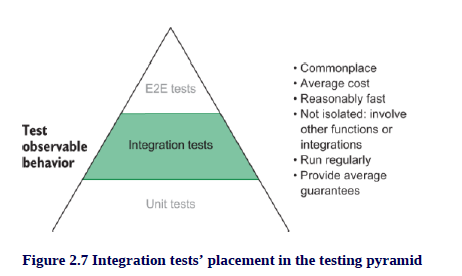 E2E tests
Test
observable
behavior
Integration tests
Unit tests
• Commonplace
• Average cost
• Reasonably fast
• Not isolated: involve
other functions or
integrations
• Run regularly
• Provide average
guarantees
Figure 2.7 Integration tests’ placement in the testing pyramid